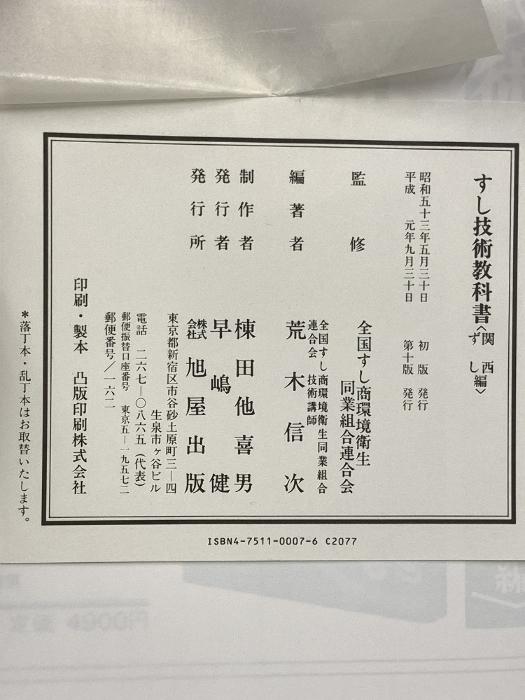 すし技術教科書〈関西ずし編〉
昭和五十三年五月三十日　初版　発行
平成　元年九月三十日　第十版　発行
監修　全国すし商環境衛生
同業組合連合会
全国すし商環境衛生同業組合
連合会　技術講師
編著者　荒木信次
制作者　棟田他喜男
発行者　早嶋健
発行所　株式会社　旭屋出版
東京都新宿区市谷砂土原町三―四
生泉市ヶ谷ビル
電話　二六七―〇八六五（代表）
郵便振替口座番号　東京五―一九五七二
郵便番号／一六二
印刷・製本　凸版印刷株式会社
＊落丁本・乱丁本はお取替いたします。
ISBN4-7511-0007-6 C2077
定価 4900円